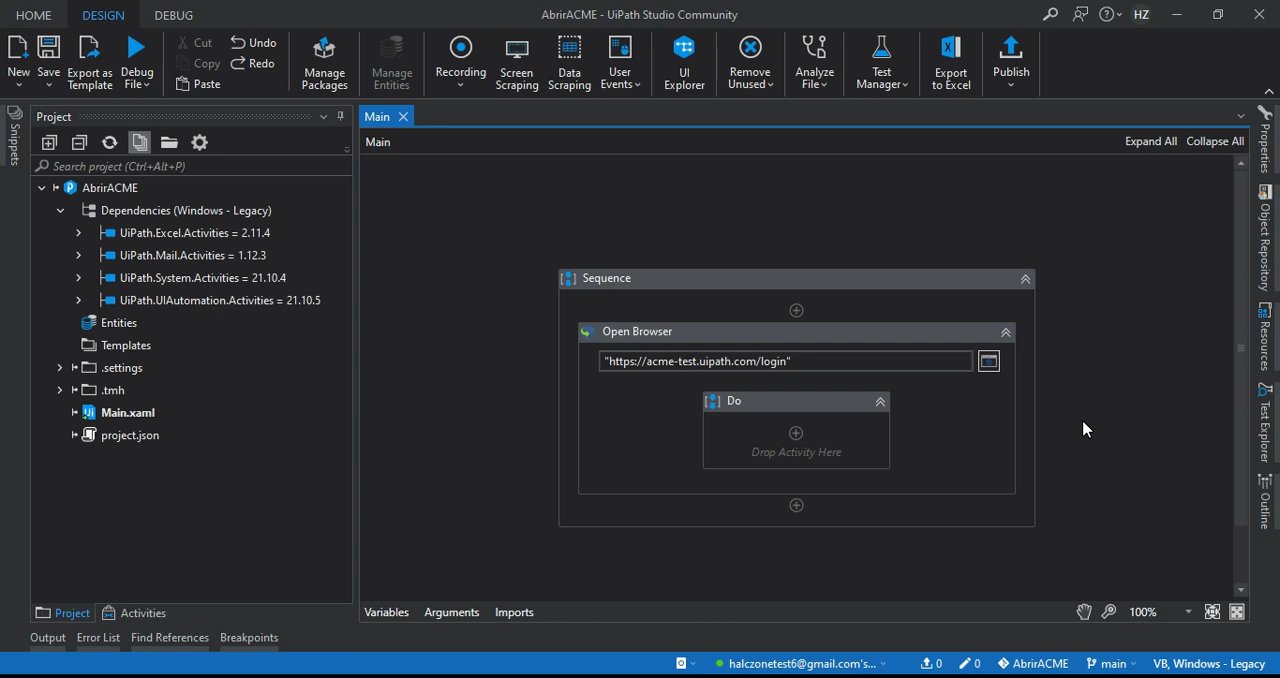 HOME DESIGN DEBUG AbrirACME - UiPath Studio Community HZ
New Save Export as Template Debug File Cut Copy Paste Undo Redo Manage Packages Manage Entities Recording Screen Scraping Data Scraping User Events UI Explorer Remove Unused Analyze File Test Manager Export to Excel Publish
Snippets
Project
Search project (Ctrl+Alt+P)
AbrirACME
Dependencies (Windows - Legacy)
UiPath.Excel.Activities = 2.11.4
UiPath.Mail.Activities = 1.12.3
UiPath.System.Activities = 21.10.4
UiPath.UIAutomation.Activities = 21.10.5
Entities
Templates
.settings
.tmh
Main.xaml
project.json
Project Activities
Main
Main Expand All Collapse All
Sequence
Open Browser
"https://acme-test.uipath.com/login"
Do
Drop Activity Here
Variables Arguments Imports 100%
Properties
Object Repository
Resources
Test Explorer
Outline
Output Error List Find References Breakpoints
halczonetest6@gmail.com's... 0 0 AbrirACME main VB, Windows - Legacy